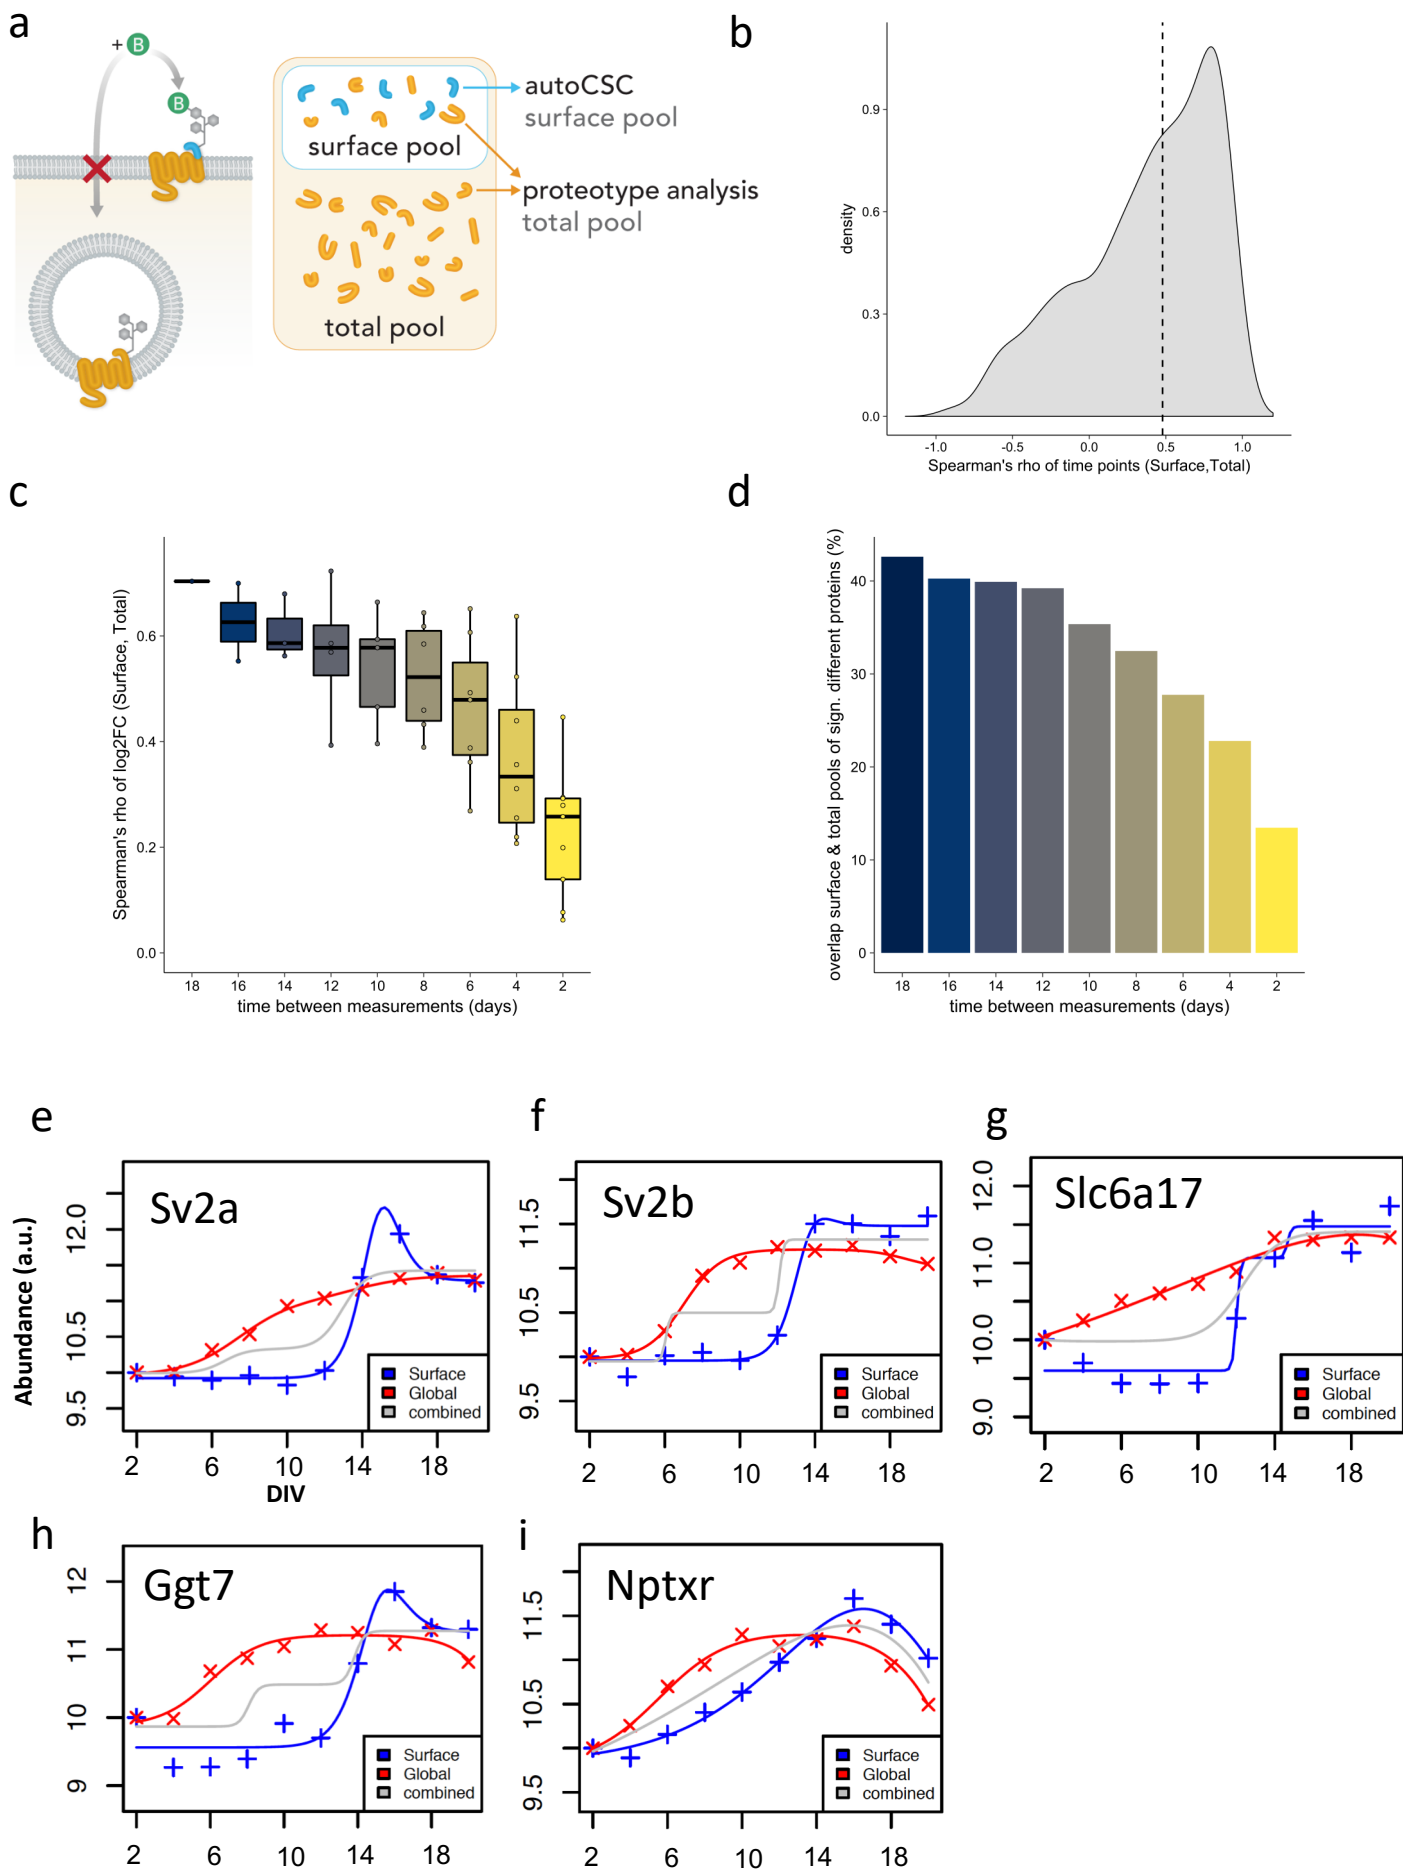 a
+ B
B
autoCSC
surface pool
surface pool
proteotype analysis
total pool
total pool
b
density
0.9
0.6
0.3
0.0
-1.0 -0.5 0.0 0.5 1.0
Spearman's rho of time points (Surface,Total)
c
Spearman's rho of log2FC (Surface, Total)
0.6
0.4
0.2
0.0
18 16 14 12 10 8 6 4 2
time between measurements (days)
d
overlap surface & total pools of sign. different proteins (%)
40
30
20
10
0
18 16 14 12 10 8 6 4 2
time between measurements (days)
e
Sv2a
Abundance (a.u.)
12.0
10.5
9.5
Surface
Global
combined
2 6 10 14 18
DIV
f
Sv2b
11.5
10.5
9.5
Surface
Global
combined
2 6 10 14 18
g
Slc6a17
12.0
11.0
10.0
9.0
Surface
Global
combined
2 6 10 14 18
h
Ggt7
12
11
10
9
Surface
Global
combined
2 6 10 14 18
i
Nptxr
11.5
10.5
9.5
Surface
Global
combined
2 6 10 14 18